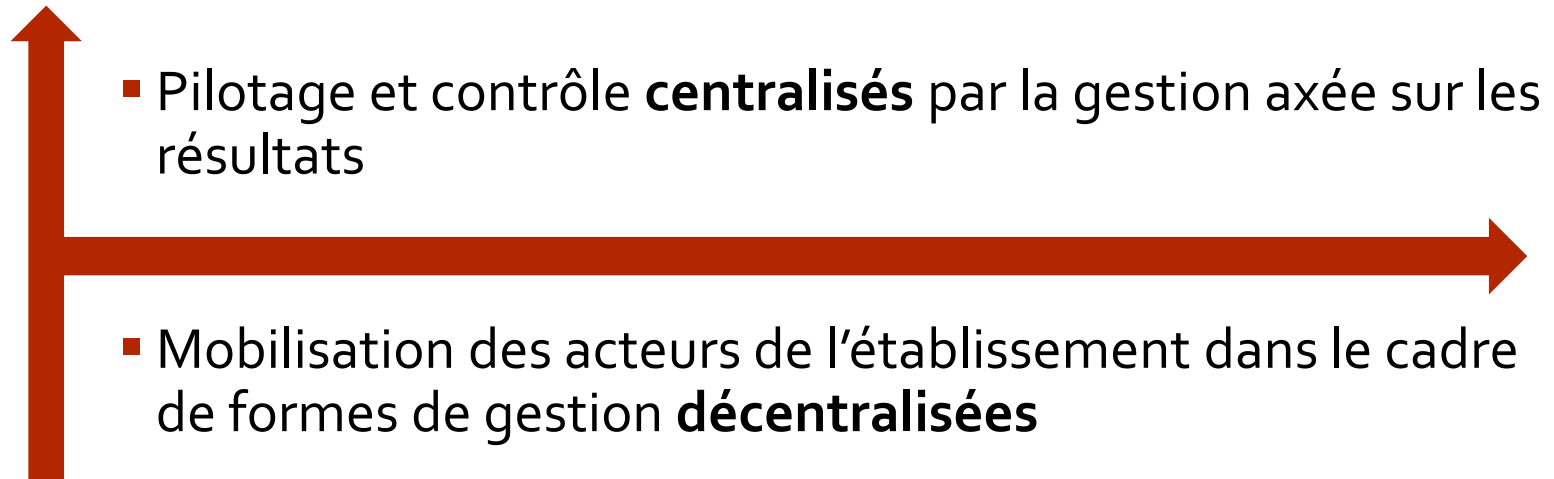 ▪ Pilotage et contrôle centralisés par la gestion axée sur les
résultats
▪ Mobilisation des acteurs de l’établissement dans le cadre
de formes de gestion décentralisées